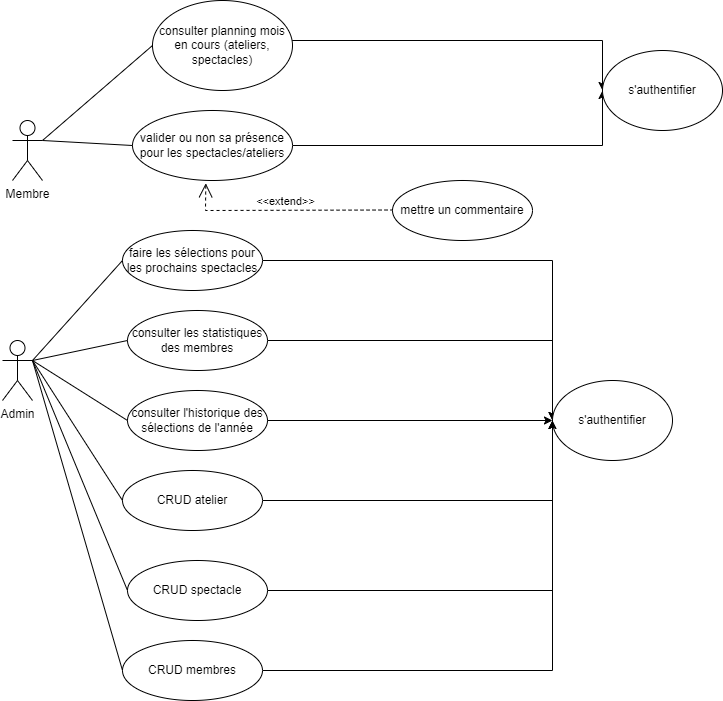 consulter planning mois
en cours (ateliers,
spectacles)
s'authentifier
valider ou non sa présence
pour les spectacles/ateliers
Membre
<<extend>>
mettre un commentaire
faire les sélections pour
les prochains spectacles
consulter les statistiques
des membres
Admin
consulter l'historique des
sélections de l'année
s'authentifier
CRUD atelier
CRUD spectacle
CRUD membres